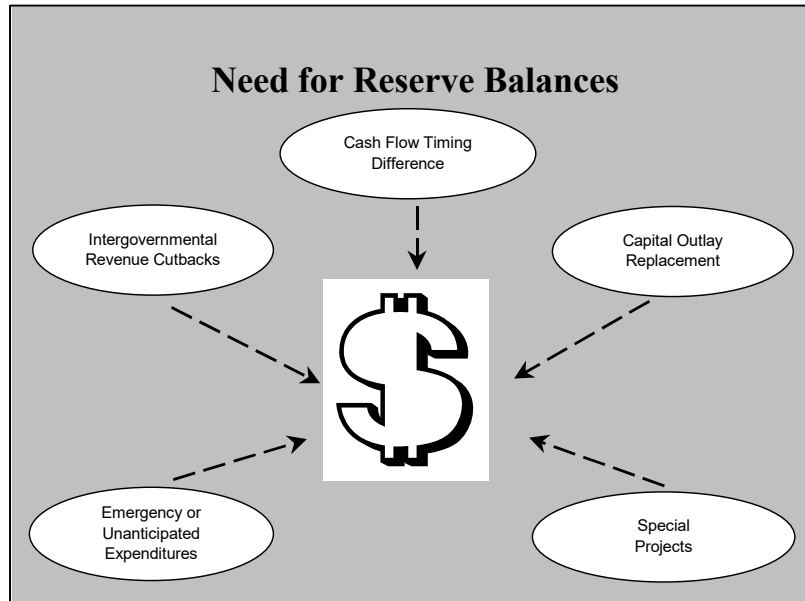 Need for Reserve Balances
Cash Flow Timing
Difference
Intergovernmental
Revenue Cutbacks
Capital Outlay
Replacement
$
Emergency or
Unanticipated
Expenditures
Special
Projects